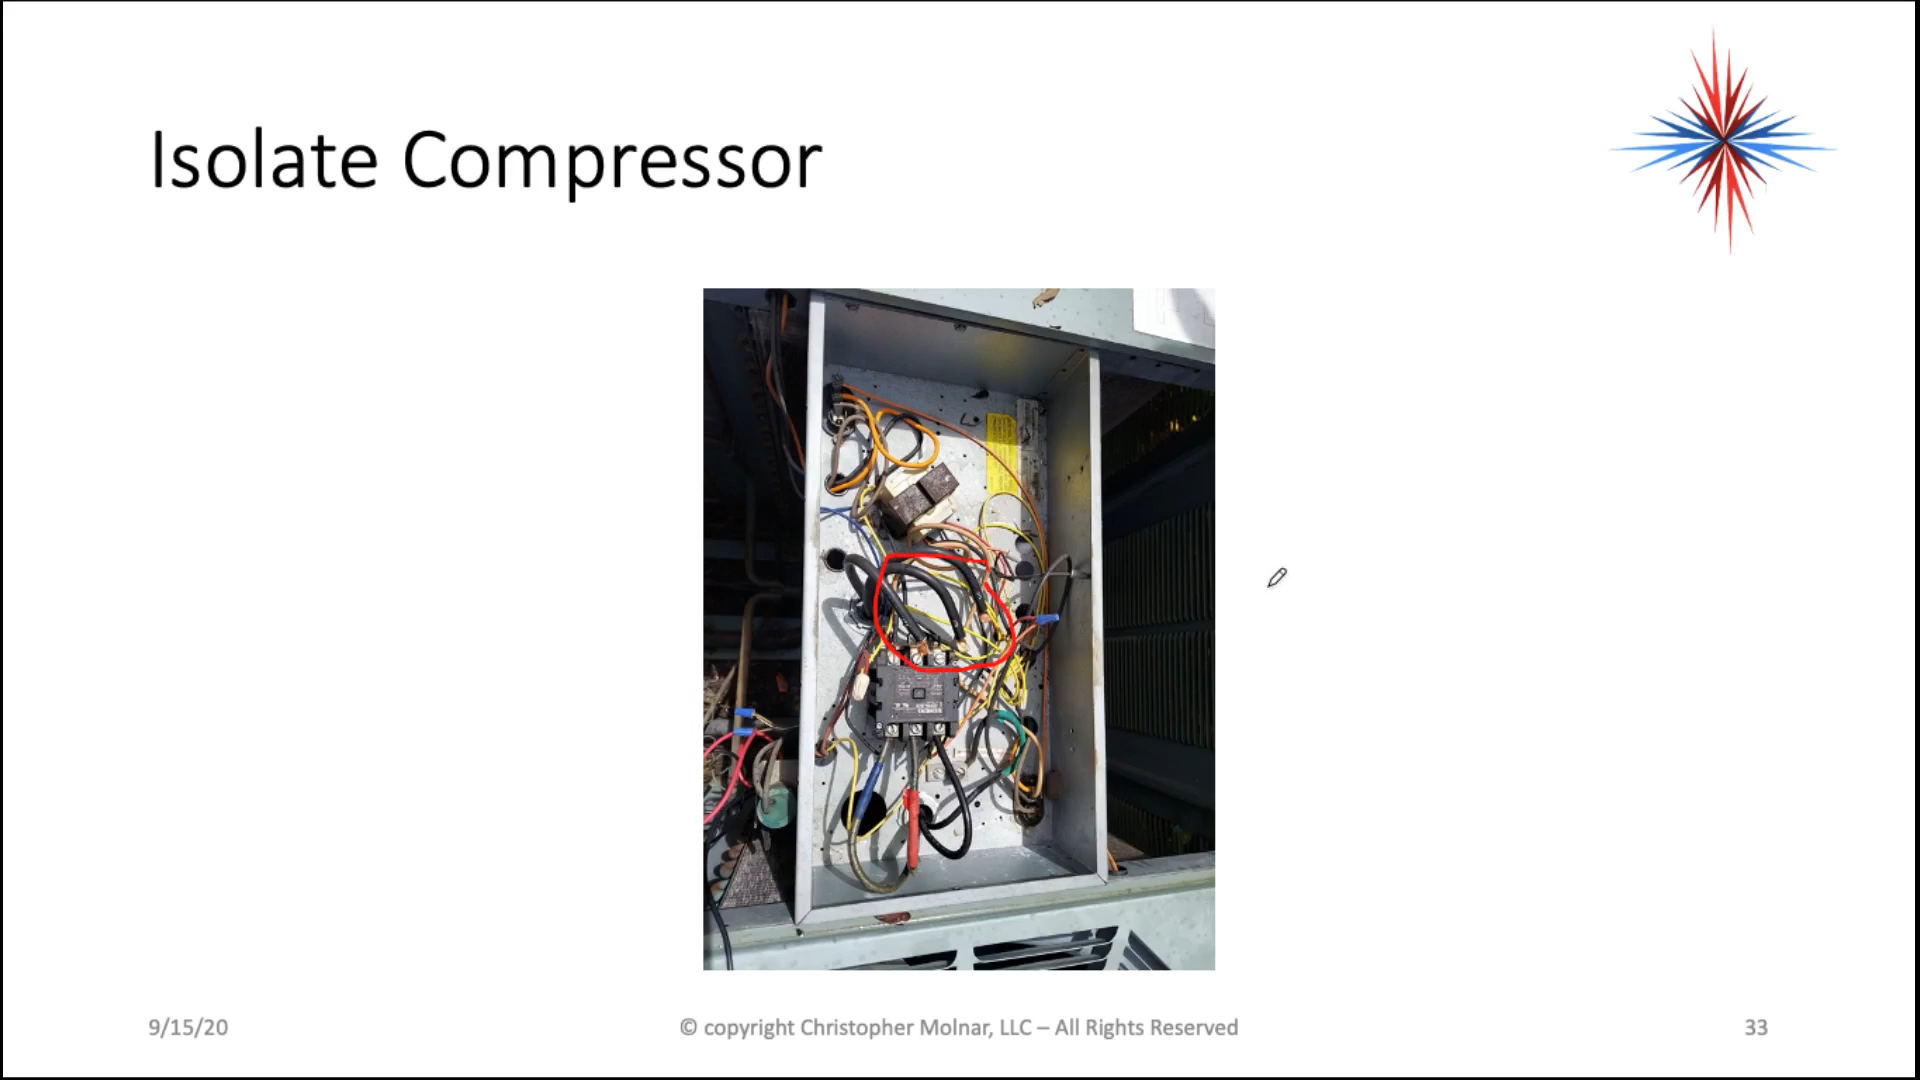 Isolate Compressor
9/15/20
© copyright Christopher Molnar, LLC – All Rights Reserved
33